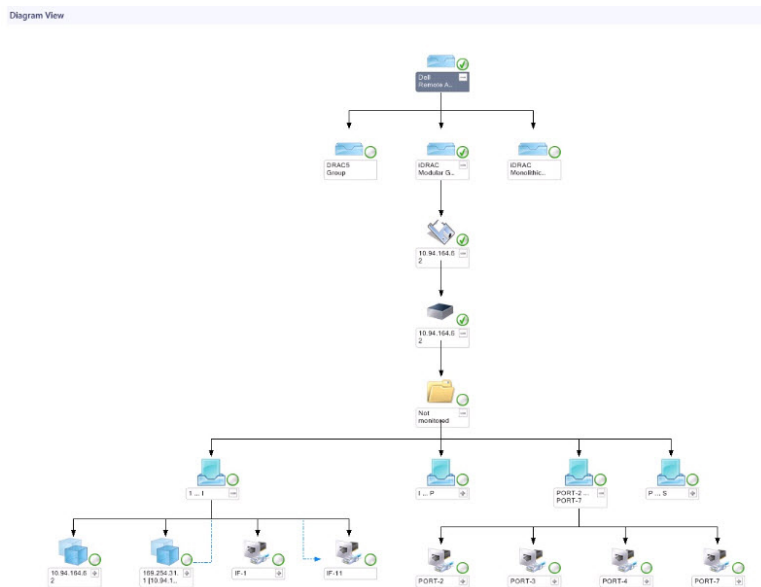 Diagram View
Dell
Remote A..
DRAC5
Group
iDRAC
Modular G..
iDRAC
Monolithic..
10.94.164.6
2
10.94.164.6
2
Not
monitored
1 ... I
I ... P
PORT-2 ...
PORT-7
P ... S
10.94.164.6
2
169.254.31.
1 [10.94.1...
IF-1
IF-11
PORT-2
PORT-3
PORT-4
PORT-7